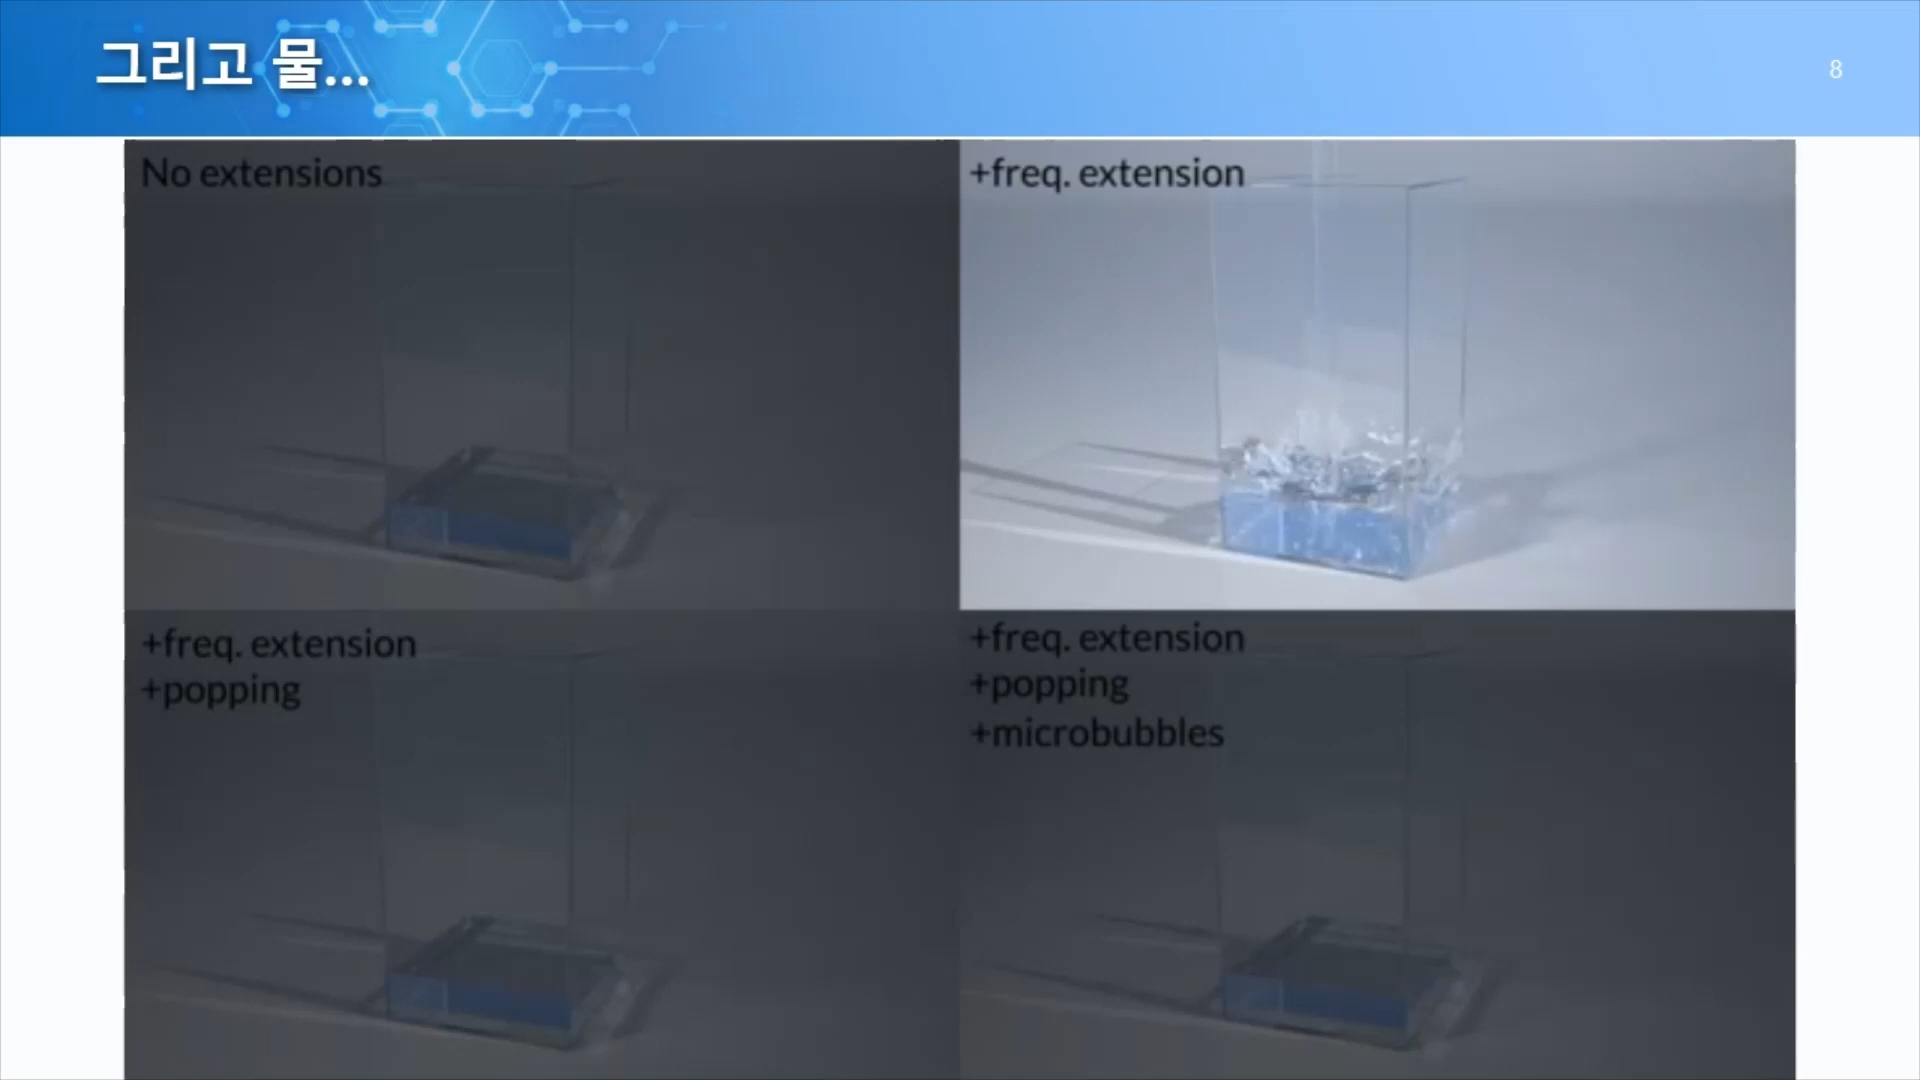 그리고 물...
8
No extensions
+freq. extension
+freq. extension
+popping
+freq. extension
+popping
+microbubbles